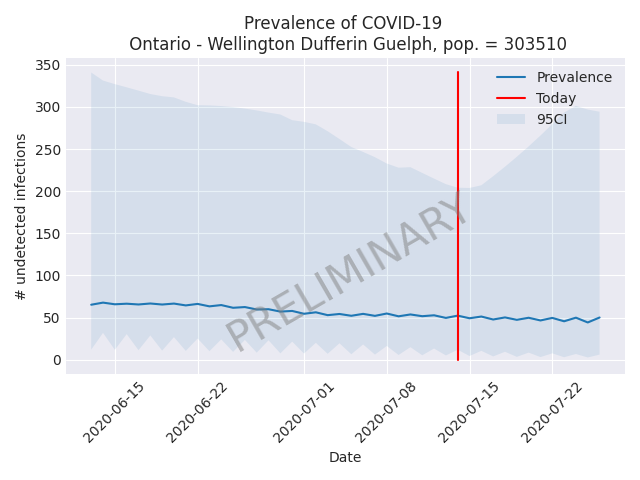 Prevalence of COVID-19
Ontario - Wellington Dufferin Guelph, pop. = 303510
350
300
250
200
150
100
50
0
# undetected infections
Prevalence
Today
95CI
PRELIMINARY
2020-06-15
2020-06-22
2020-07-01
2020-07-08
2020-07-15
2020-07-22
Date